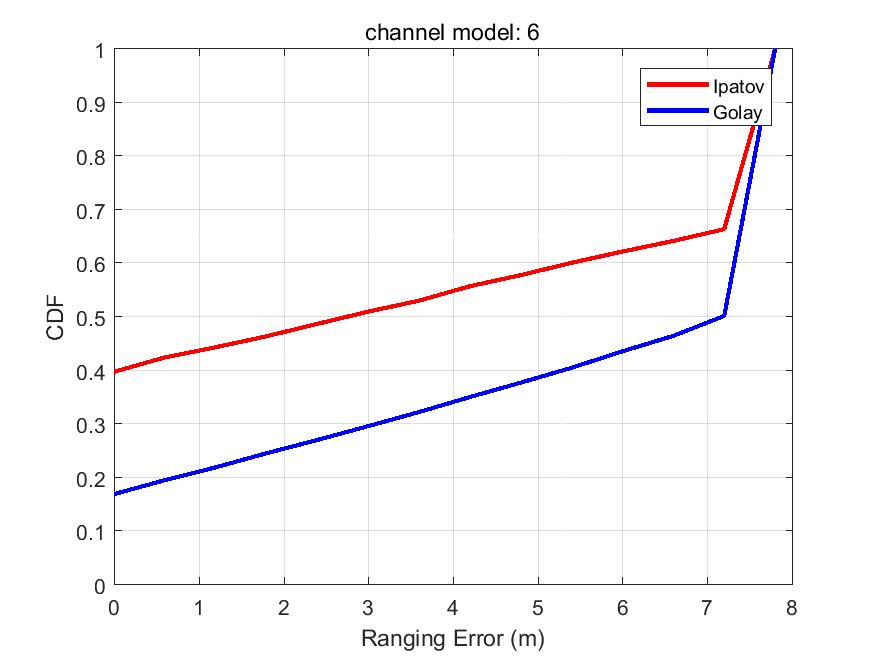 channel model: 6
1
0.9
0.8
0.7
0.6
0.5
0.4
0.3
0.2
0.1
0
CDF
Ipatov
Golay
0 1 2 3 4 5 6 7 8
Ranging Error (m)